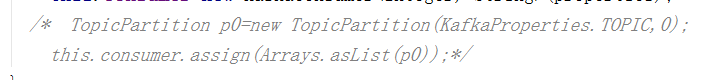 /*  TopicPartition p0=new TopicPartition(KafkaProperties.TOPIC,0);
this.consumer.assign(Arrays.asList(p0));*/